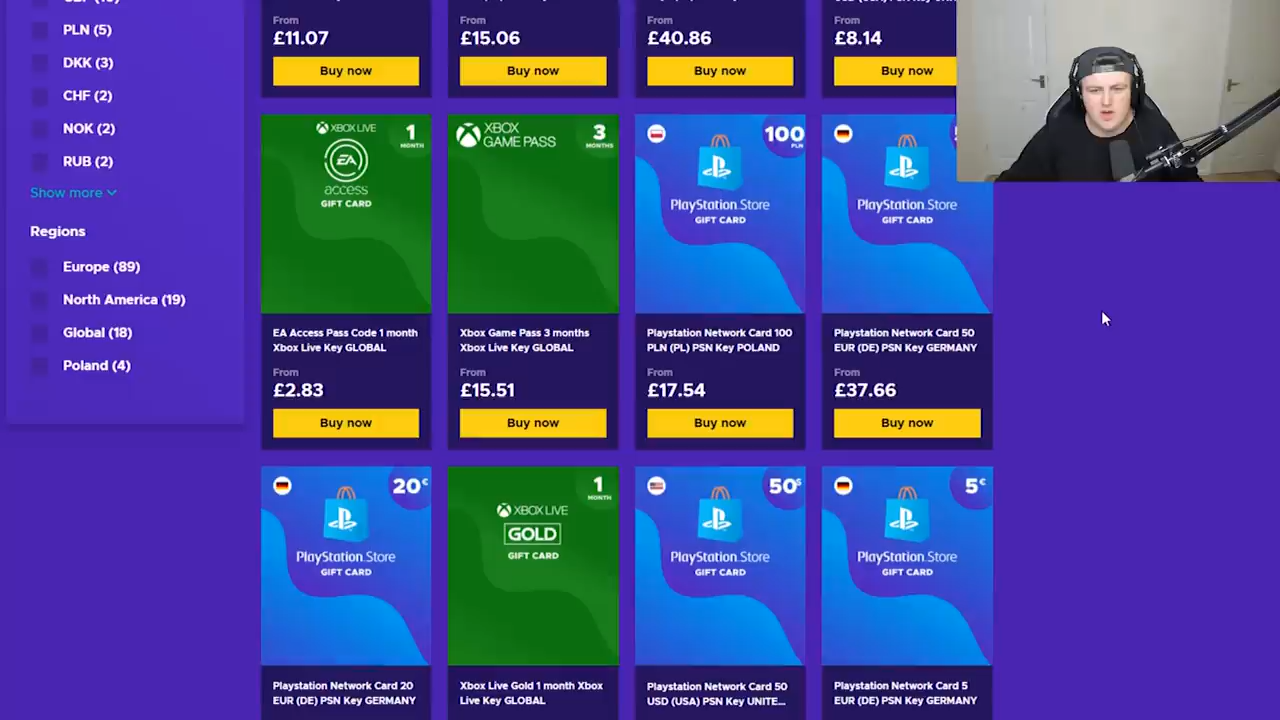 PLN (5)
DKK (3)
CHF (2)
NOK (2)
RUB (2)
Show more
Regions
Europe (89)
North America (19)
Global (18)
Poland (4)
From
£11.07
Buy now
From
£15.06
Buy now
From
£40.86
Buy now
From
£8.14
Buy now
XBOX LIVE
1
MONTH
EA
access
GIFT CARD
EA Access Pass Code 1 month
Xbox Live Key GLOBAL
From
£2.83
Buy now
XBOX
GAME PASS
3
MONTHS
Xbox Game Pass 3 months
Xbox Live Key GLOBAL
From
£15.51
Buy now
100
PLN
PlayStation.Store
GIFT CARD
Playstation Network Card 100
PLN (PL) PSN Key POLAND
From
£17.54
Buy now
PlayStation.Store
GIFT CARD
Playstation Network Card 50
EUR (DE) PSN Key GERMANY
From
£37.66
Buy now
20€
PlayStation.Store
GIFT CARD
Playstation Network Card 20
EUR (DE) PSN Key GERMANY
1
MONTH
XBOX LIVE
GOLD
GIFT CARD
Xbox Live Gold 1 month Xbox
Live Key GLOBAL
50$
PlayStation.Store
GIFT CARD
Playstation Network Card 50
USD (USA) PSN Key UNITE...
5€
PlayStation.Store
GIFT CARD
Playstation Network Card 5
EUR (DE) PSN Key GERMANY